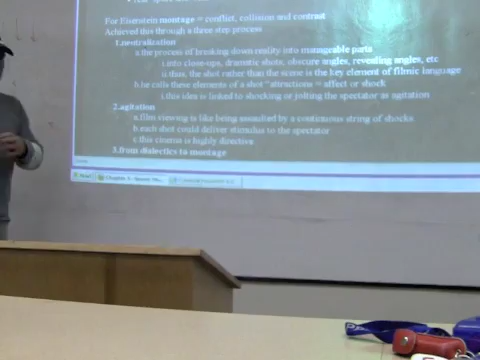 For Eisenstein montage = conflict, collision and contrast
Achieved this through a three step process
1.neutralization
a.the process of breaking down reality into manageable parts
i.into close-ups, dramatic shots, obscure angles, revealing angles, etc
ii.thus, the shot rather than the scene is the key element of filmic language
b.he calls these elements of a shot "attractions = affect or shock
i.this idea is linked to shocking or jolting the spectator as agitation
2.agitation
a.film viewing is like being assaulted by a continuous string of shocks
b.each shot could deliver stimulus to the spectator
c.this cinema is highly directive
3.from dialectics to montage